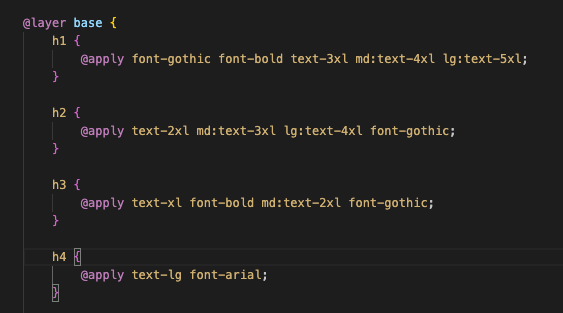 @layer base {
h1 {
@apply font-gothic font-bold text-3xl md:text-4xl lg:text-5xl;
}
h2 {
@apply text-2xl md:text-3xl lg:text-4xl font-gothic;
}
h3 {
@apply text-xl font-bold md:text-2xl font-gothic;
}
h4 {
@apply text-lg font-arial;
}